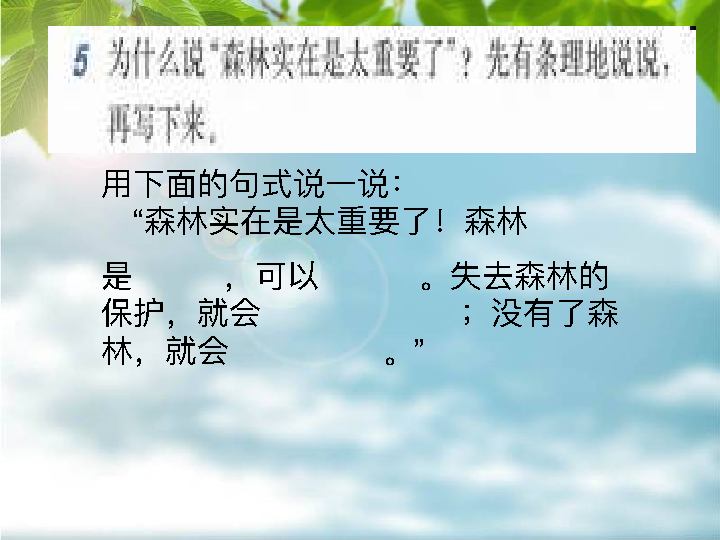 5 为什么说“森林实在是太重要了”？先有条理地说说，
再写下来。
用下面的句式说一说：
“森林实在是太重要了！森林
是 ，可以 。失去森林的
保护，就会 ；没有了森
林，就会 。”